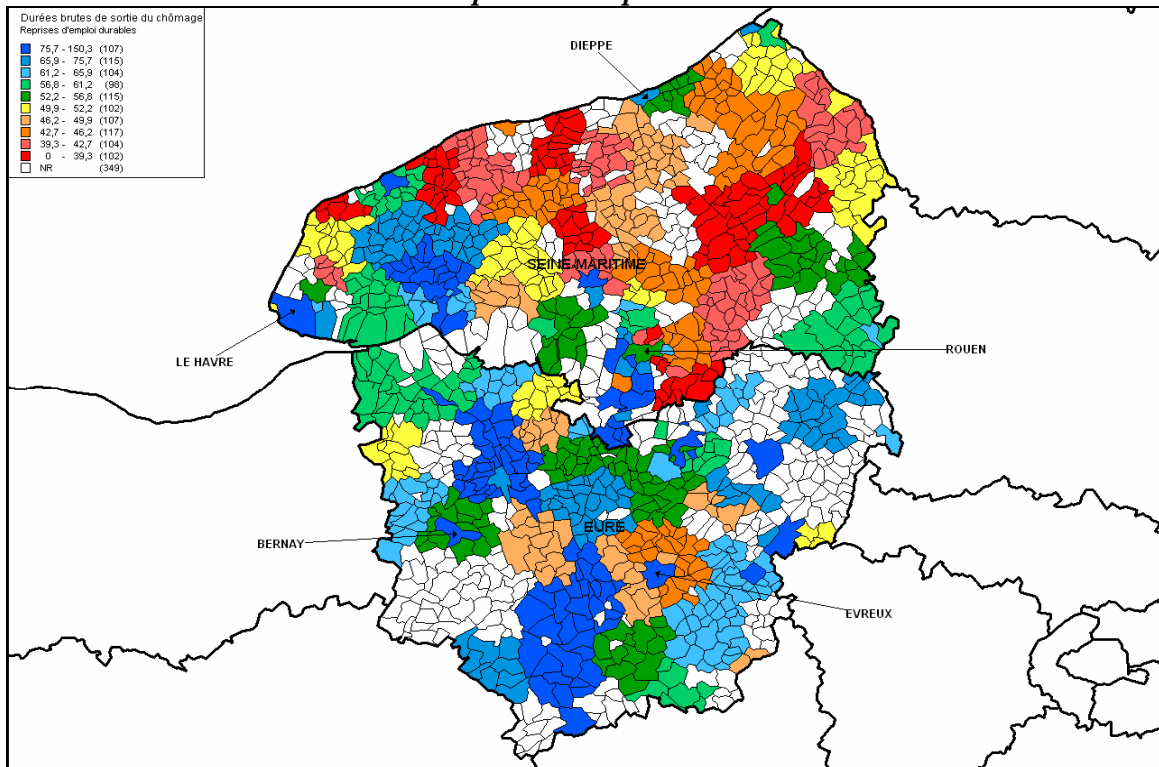 Durées brutes de sortie du chômage
Reprises d'emploi durables
75,7 - 150,3 (107)
65,9 - 75,7 (115)
61,2 - 65,9 (104)
56,8 - 61,2 (98)
52,2 - 56,8 (115)
49,9 - 52,2 (102)
46,2 - 49,9 (107)
42,7 - 46,2 (117)
39,3 - 42,7 (104)
0 - 39,3 (102)
NR (349)
DIEPPE
SEINE-MARITIME
LE HAVRE
ROUEN
EURE
BERNAY
EVREUX